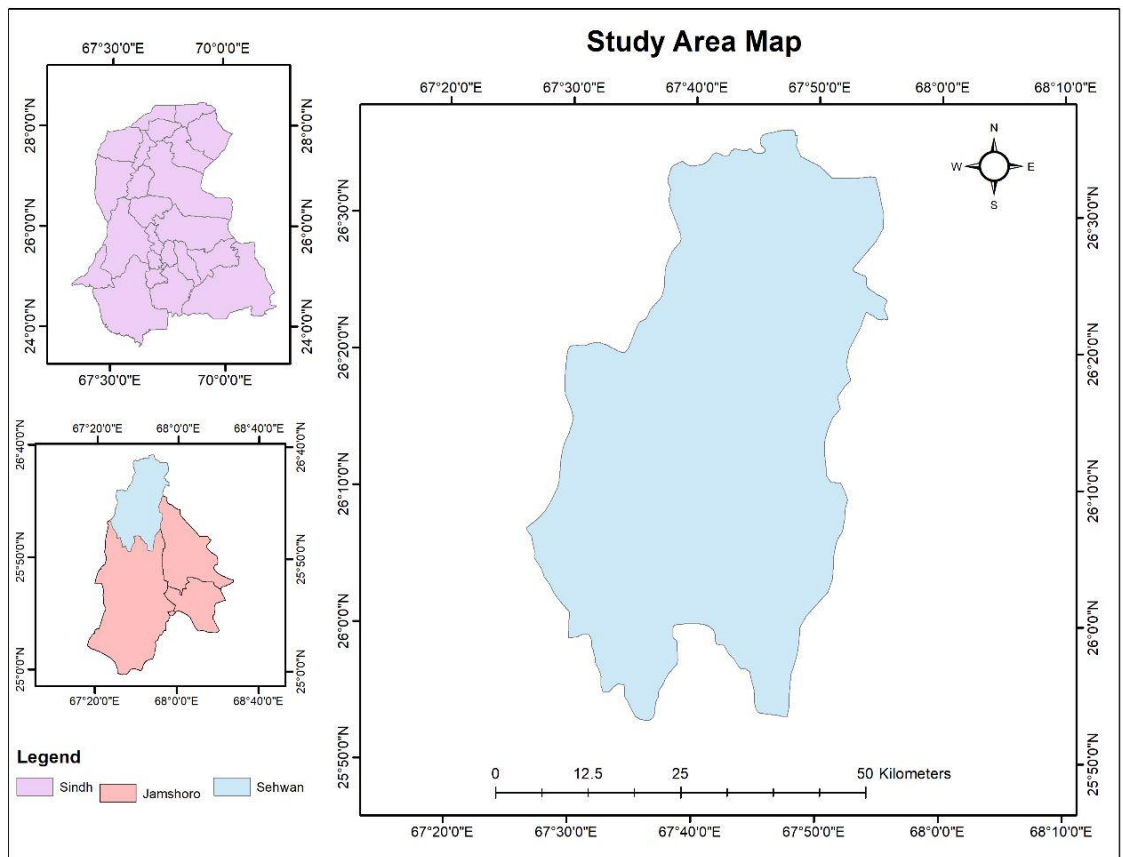 Study Area Map
67°30'0"E 70°0'0"E
28°0'0"N 28°0'0"N
26°0'0"N 26°0'0"N
24°0'0"N 24°0'0"N
67°30'0"E 70°0'0"E
67°20'0"E 68°0'0"E 68°40'0"E
26°40'0"N 26°40'0"N
25°50'0"N 25°50'0"N
25°0'0"N 25°0'0"N
67°20'0"E 68°0'0"E 68°40'0"E
Legend
Sindh Jamshoro Sehwan
67°20'0"E 67°30'0"E 67°40'0"E 67°50'0"E 68°0'0"E 68°10'0"E
N
W E
S
26°30'0"N 26°30'0"N
26°20'0"N 26°20'0"N
26°10'0"N 26°10'0"N
26°0'0"N 26°0'0"N
25°50'0"N 25°50'0"N
0 12.5 25 50 Kilometers
67°20'0"E 67°30'0"E 67°40'0"E 67°50'0"E 68°0'0"E 68°10'0"E